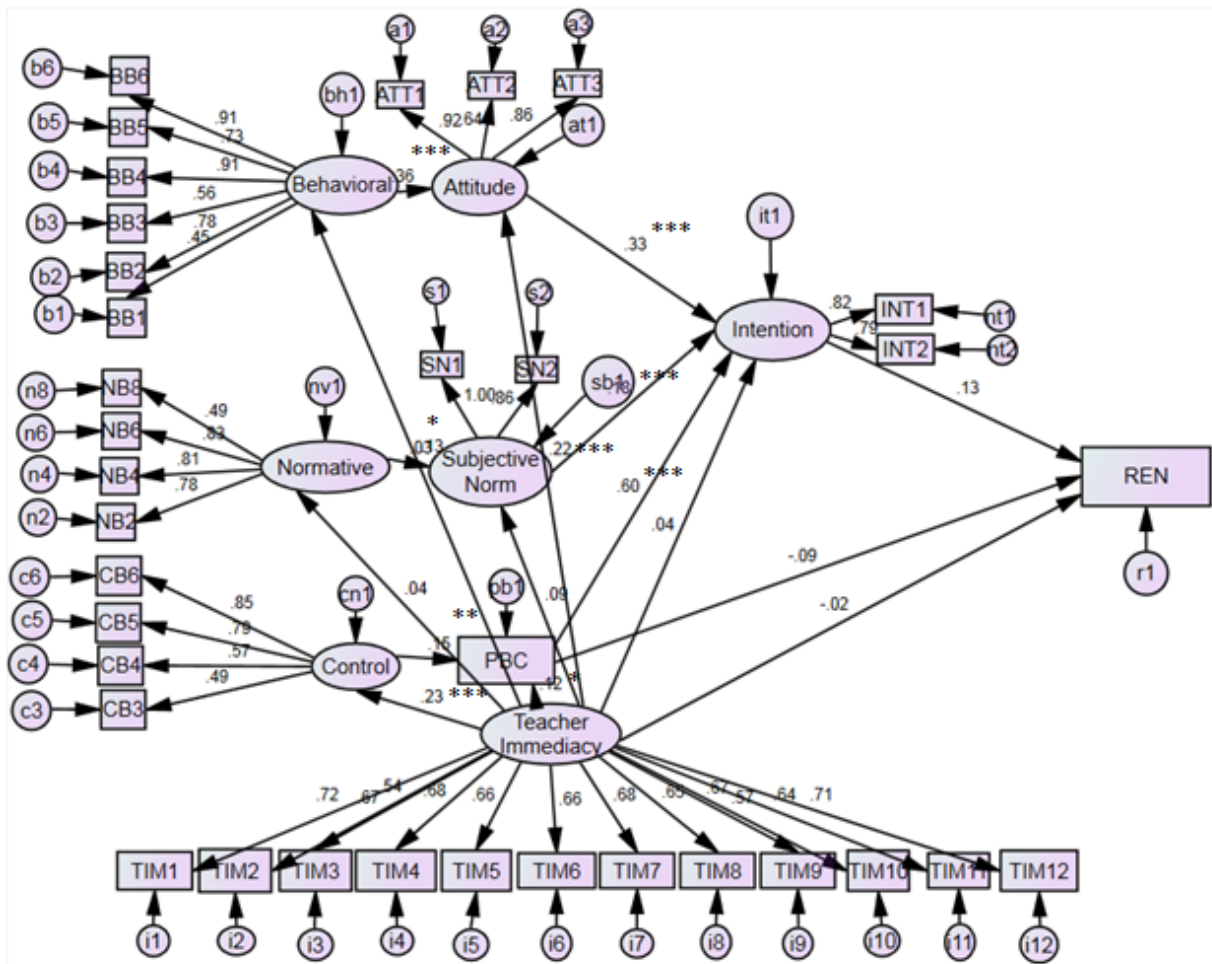 a1
a2
a3
b6
BB6
ATT1
ATT2
ATT3
bh1
at1
b5
BB5
.91
.73
.92
.64
.86
***
b4
BB4
.91
Behavioral
.36
Attitude
b3
BB3
.56
it1
.78
.45
.33
***
b2
BB2
b1
BB1
s1
s2
Intention
.82
INT1
nt1
.79
INT2
nt2
SN1
SN2
sb1
.18
***
.13
n8
NB8
nv1
1.00
.86
.49
n6
NB6
.83
*
.03
.13
.22
***
n4
NB4
.81
Normative
Subjective
Norm
.60
***
REN
n2
NB2
.78
.04
-.09
c6
CB6
.85
cn1
.04
pb1
.09
r1
-.02
c5
CB5
.79
**
.15
c4
CB4
.57
Control
PBC
c3
CB3
.49
.23
***
.12
*
Teacher
Immediacy
.72
.67
.54
.68
.66
.66
.68
.65
.67
.57
.64
.71
TIM1
TIM2
TIM3
TIM4
TIM5
TIM6
TIM7
TIM8
TIM9
TIM10
TIM11
TIM12
i1
i2
i3
i4
i5
i6
i7
i8
i9
i10
i11
i12